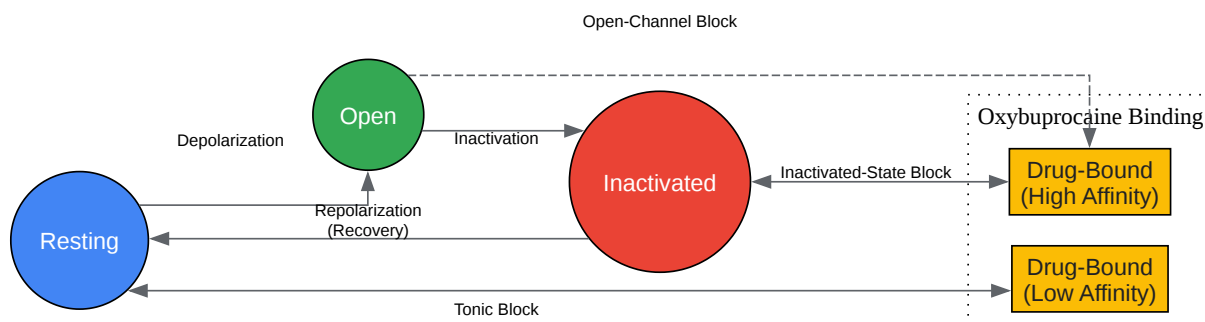 Open-Channel Block
Open
Oxybuprocaine Binding
Depolarization
Inactivation
Inactivated
Inactivated-State Block
Drug-Bound
(High Affinity)
Resting
Repolarization
(Recovery)
Drug-Bound
(Low Affinity)
Tonic Block